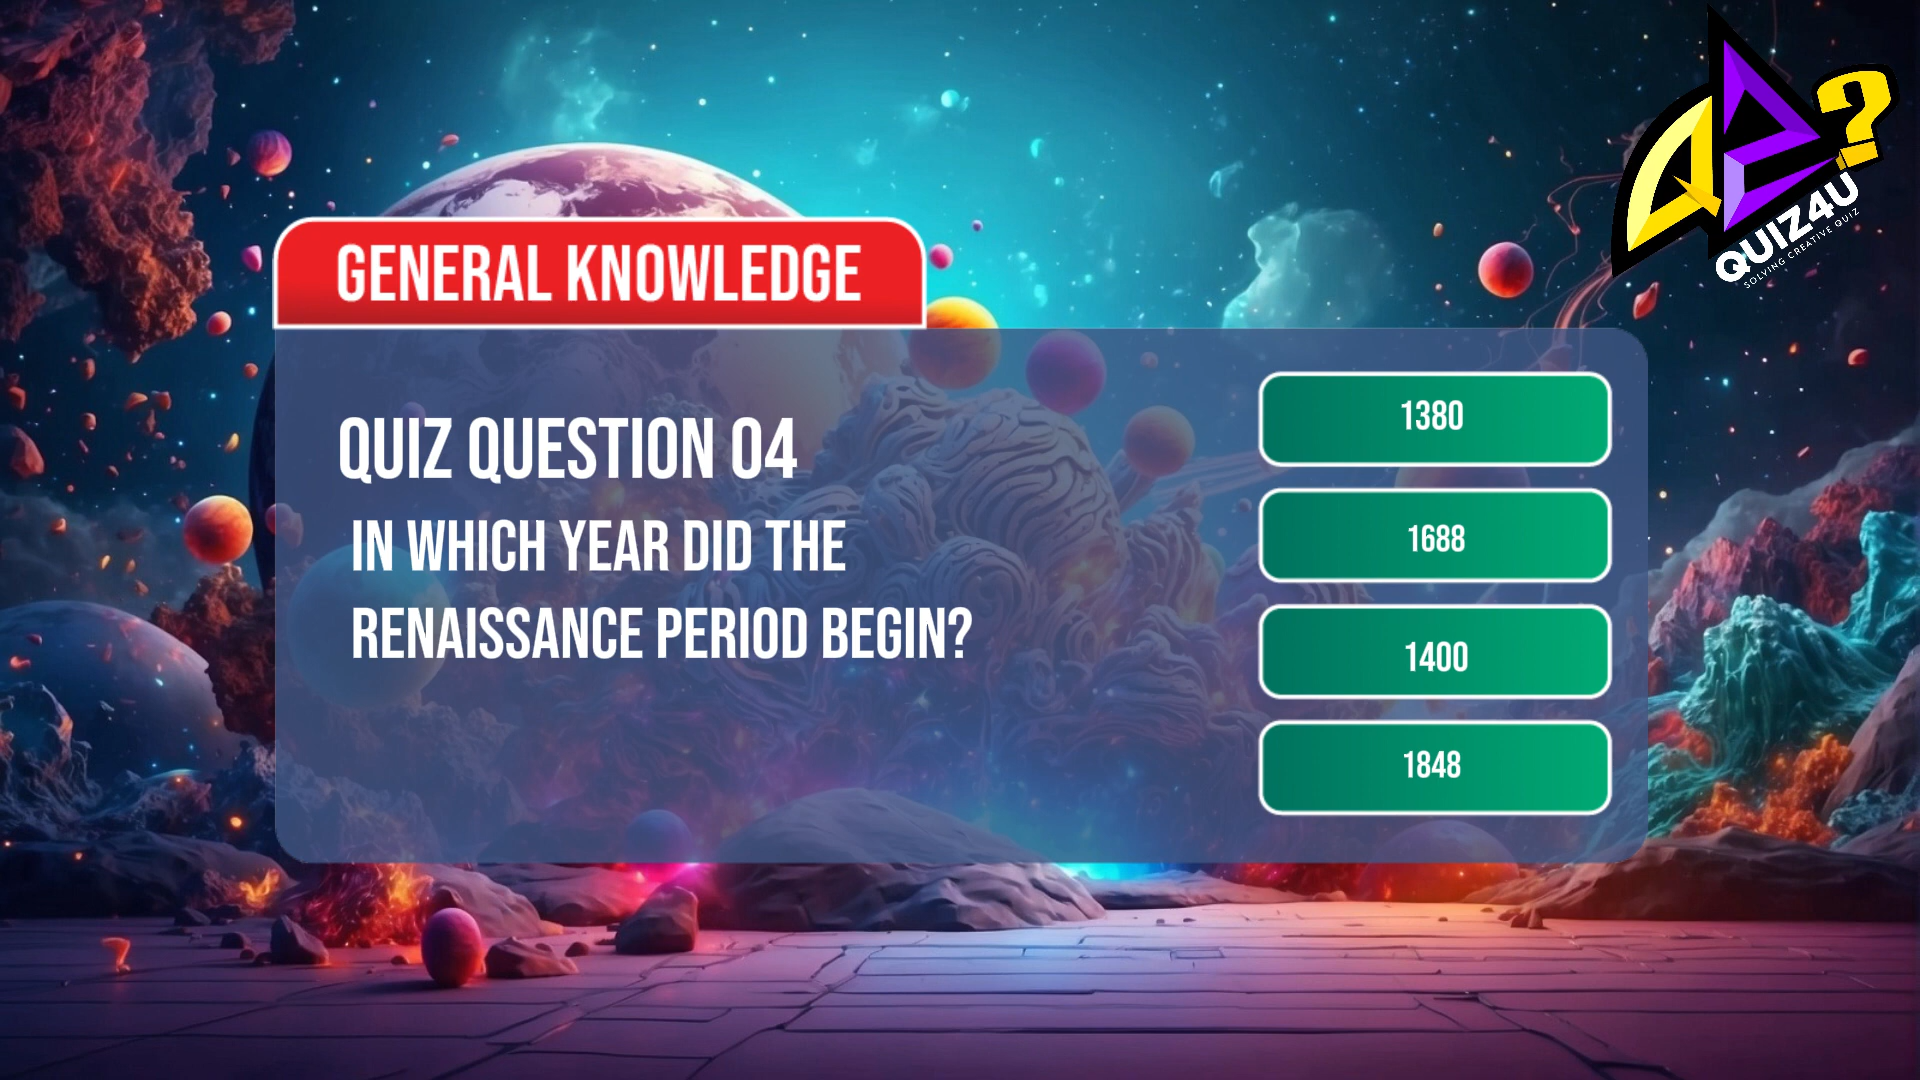 QUIZ4U
SOLVING CREATIVE QUIZ
GENERAL KNOWLEDGE
QUIZ QUESTION 04
IN WHICH YEAR DID THE
RENAISSANCE PERIOD BEGIN?
1380
1688
1400
1848